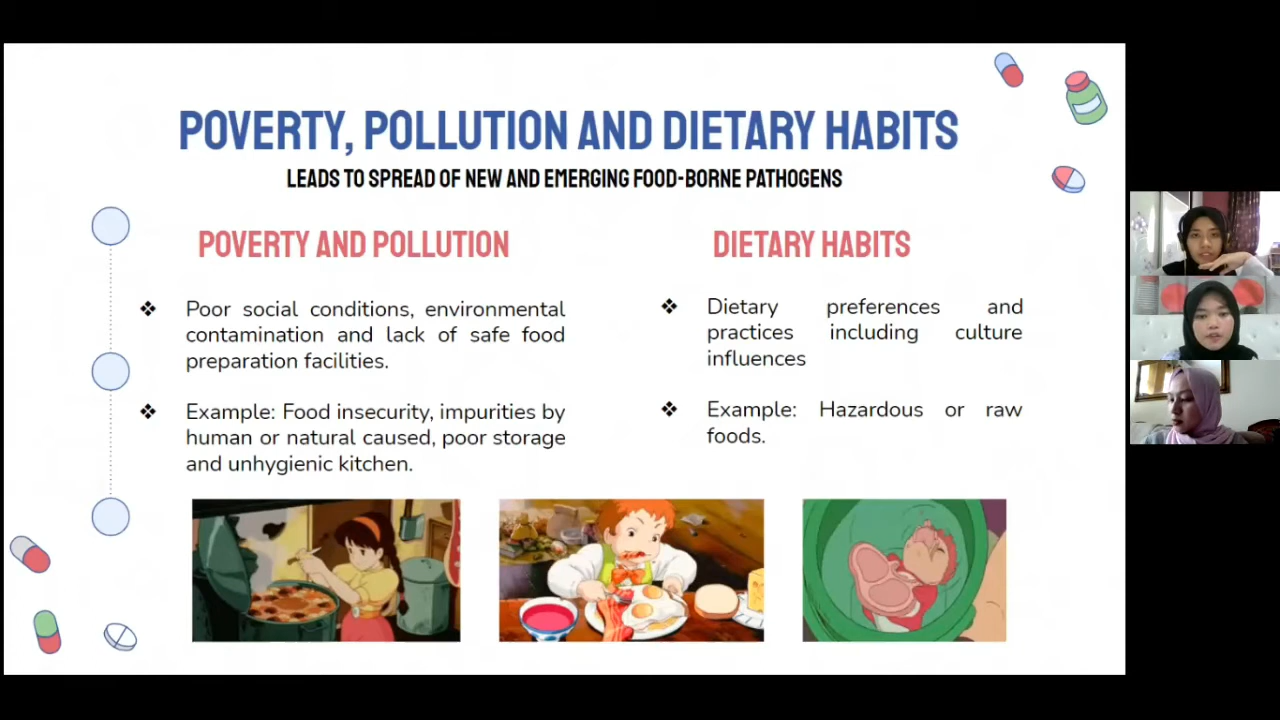 POVERTY, POLLUTION AND DIETARY HABITS
LEADS TO SPREAD OF NEW AND EMERGING FOOD-BORNE PATHOGENS
POVERTY AND POLLUTION
❖ Poor social conditions, environmental
contamination and lack of safe food
preparation facilities.
❖ Example: Food insecurity, impurities by
human or natural caused, poor storage
and unhygienic kitchen.
DIETARY HABITS
❖ Dietary preferences and
practices including culture
influences
❖ Example: Hazardous or raw
foods.